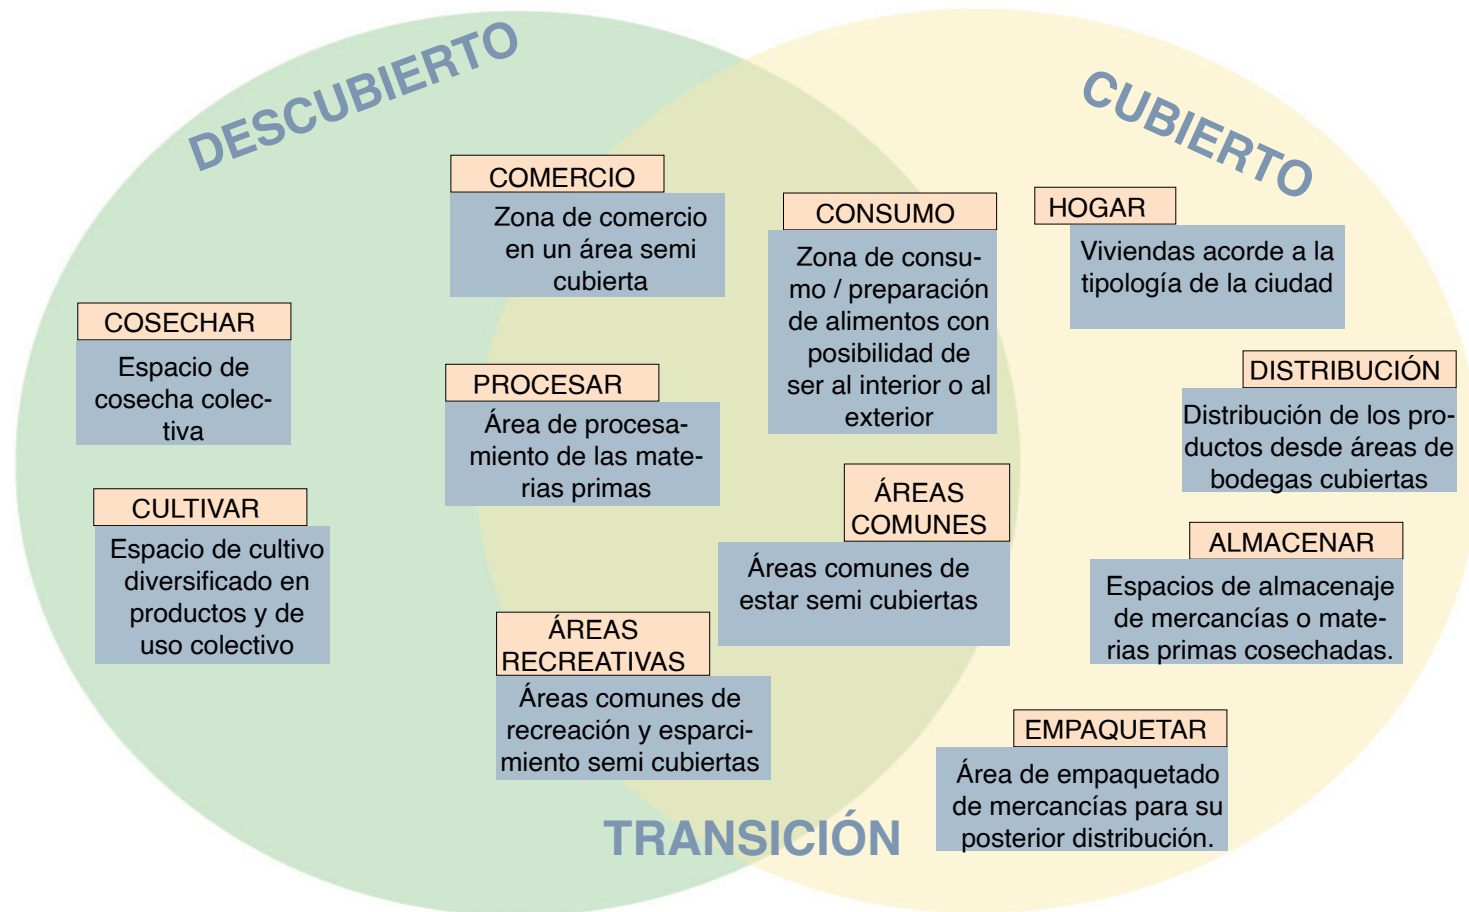 DESCUBIERTO
CUBIERTO
COMERCIO
Zona de comercio
en un área semi
cubierta
CONSUMO
Zona de consu-
mo / preparación
de alimentos con
posibilidad de
ser al interior o al
exterior
HOGAR
Viviendas acorde a la
tipología de la ciudad
COSECHAR
Espacio de
cosecha colec-
tiva
PROCESAR
Área de procesa-
miento de las mate-
rias primas
DISTRIBUCIÓN
Distribución de los pro-
ductos desde áreas de
bodegas cubiertas
CULTIVAR
Espacio de cultivo
diversificado en
productos y de
uso colectivo
ÁREAS
COMUNES
Áreas comunes de
estar semi cubiertas
ALMACENAR
Espacios de almacenaje
de mercancías o mate-
rias primas cosechadas.
ÁREAS
RECREATIVAS
Áreas comunes de
recreación y esparci-
miento semi cubiertas
EMPAQUETAR
Área de empaquetado
de mercancías para su
posterior distribución.
TRANSICIÓN